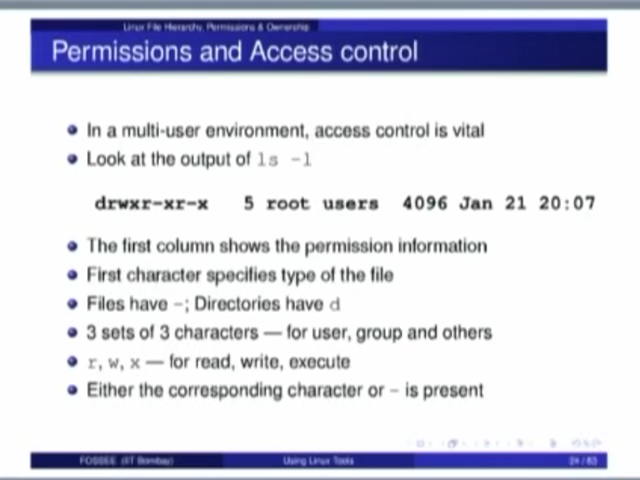 Linux File Hierarchy, Permissions & Ownership
Permissions and Access control
In a multi-user environment, access control is vital
Look at the output of ls -l
drwxr-xr-x 5 root users 4096 Jan 21 20:07
The first column shows the permission information
First character specifies type of the file
Files have -; Directories have d
3 sets of 3 characters — for user, group and others
r, w, x — for read, write, execute
Either the corresponding character or - is present
FOSSEE (IIT Bombay) Using Linux Tools 24 / 83